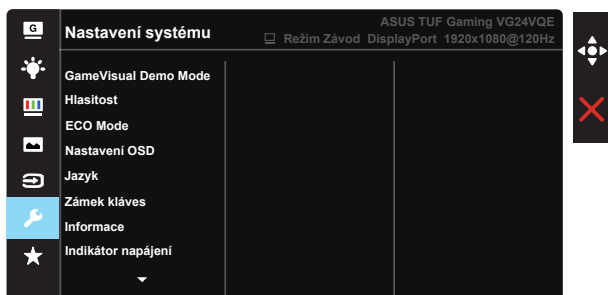 G
Nastavení systému
ASUS TUF Gaming VG24VQE
Režim Závod DisplayPort 1920x1080@120Hz
GameVisual Demo Mode
Hlasitost
ECO Mode
Nastavení OSD
Jazyk
Zámek kláves
Informace
Indikátor napájení